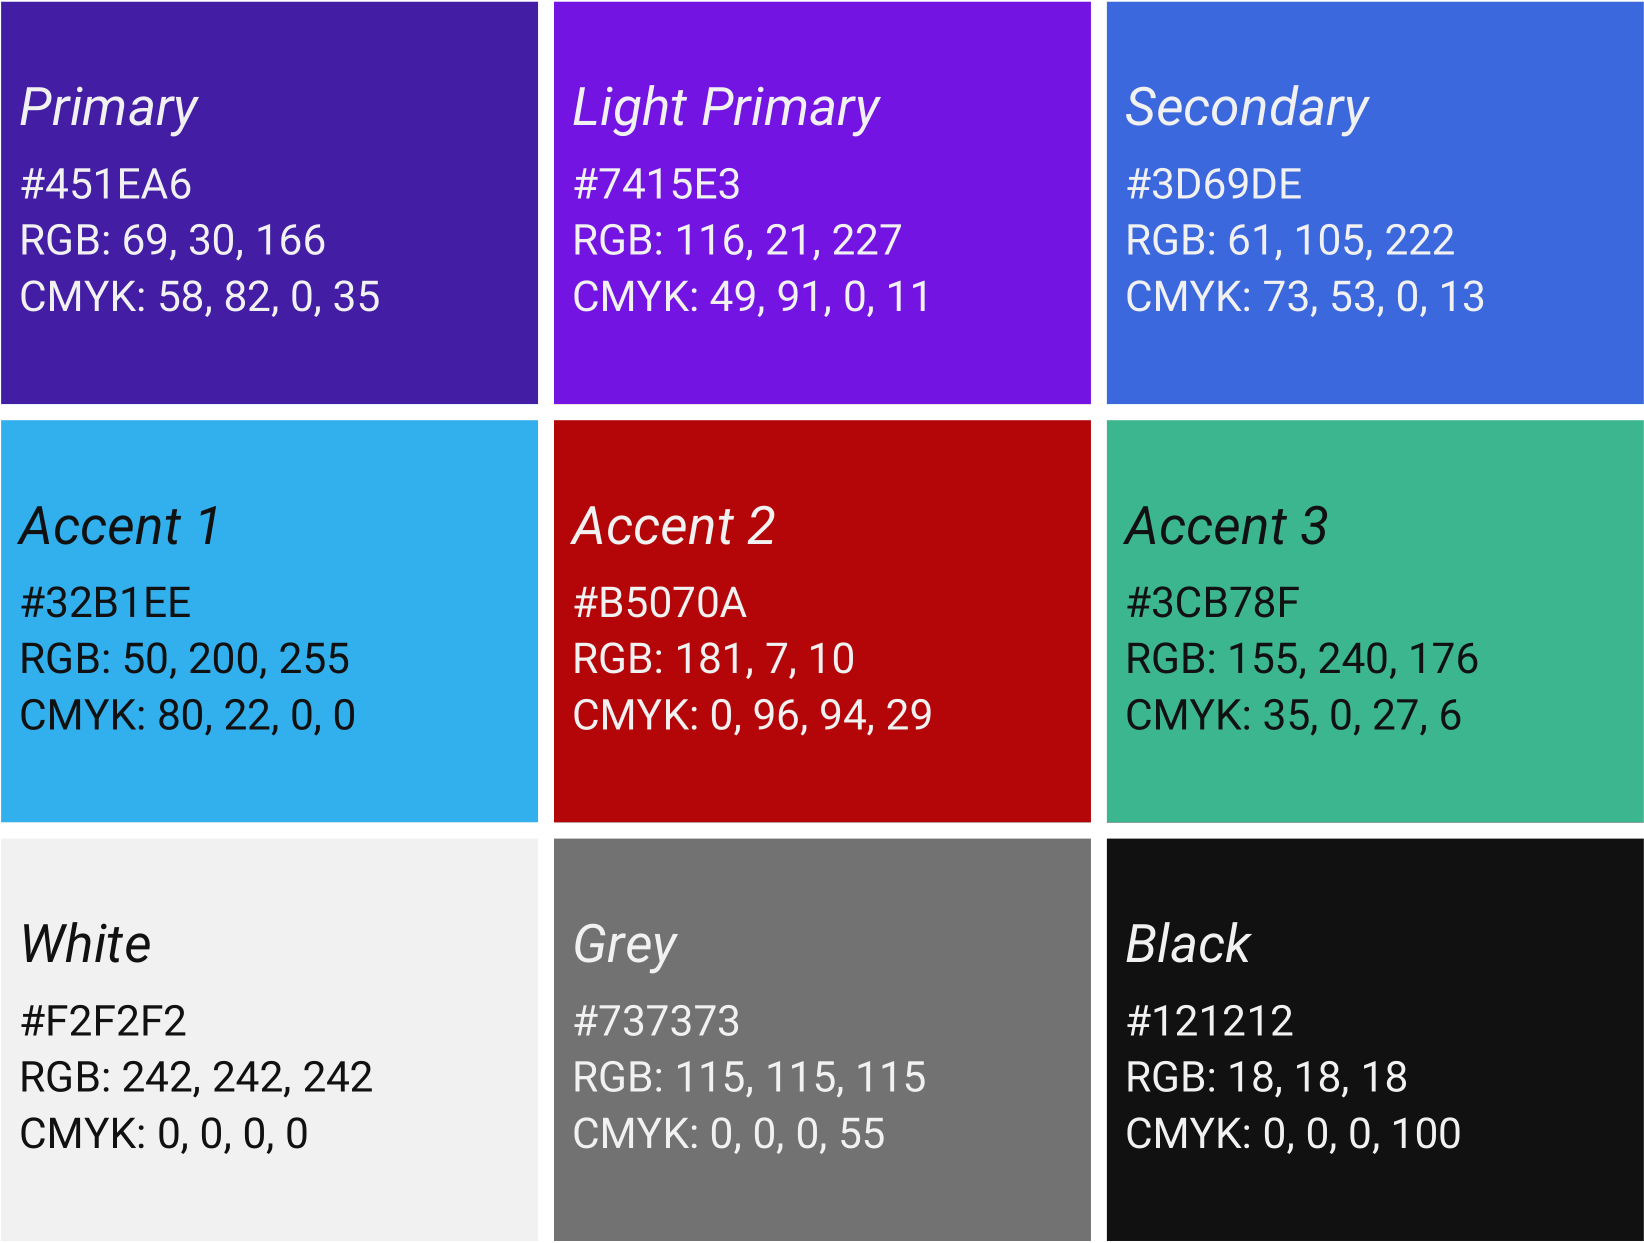 Primary
#451EA6
RGB: 69, 30, 166
CMYK: 58, 82, 0, 35
Light Primary
#7415E3
RGB: 116, 21, 227
CMYK: 49, 91, 0, 11
Secondary
#3D69DE
RGB: 61, 105, 222
CMYK: 73, 53, 0, 13
Accent 1
#32B1EE
RGB: 50, 200, 255
CMYK: 80, 22, 0, 0
Accent 2
#B5070A
RGB: 181, 7, 10
CMYK: 0, 96, 94, 29
Accent 3
#3CB78F
RGB: 155, 240, 176
CMYK: 35, 0, 27, 6
White
#F2F2F2
RGB: 242, 242, 242
CMYK: 0, 0, 0, 0
Grey
#737373
RGB: 115, 115, 115
CMYK: 0, 0, 0, 55
Black
#121212
RGB: 18, 18, 18
CMYK: 0, 0, 0, 100